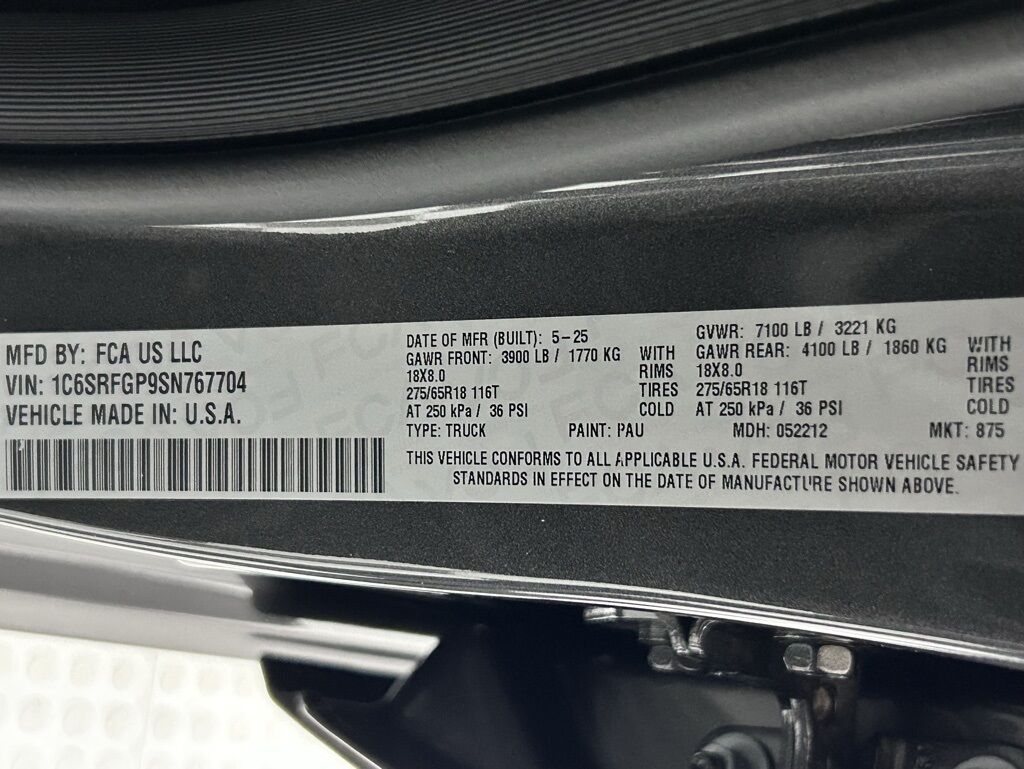 MFD BY: FCA US LLC
VIN: 1C6SRFGP9SN767704
VEHICLE MADE IN: U.S.A.
DATE OF MFR (BUILT): 5-25
GAWR FRONT: 3900 LB / 1770 KG WITH
18X8.0 RIMS
275/65R18 116T TIRES
AT 250 kPa / 36 PSI COLD
GVWR: 7100 LB / 3221 KG
GAWR REAR: 4100 LB / 1860 KG WITH
18X8.0 RIMS
275/65R18 116T TIRES
AT 250 kPa / 36 PSI COLD
TYPE: TRUCK PAINT: PAU MDH: 052212 MKT: 875
THIS VEHICLE CONFORMS TO ALL APPLICABLE U.S.A. FEDERAL MOTOR VEHICLE SAFETY
STANDARDS IN EFFECT ON THE DATE OF MANUFACTURE SHOWN ABOVE.